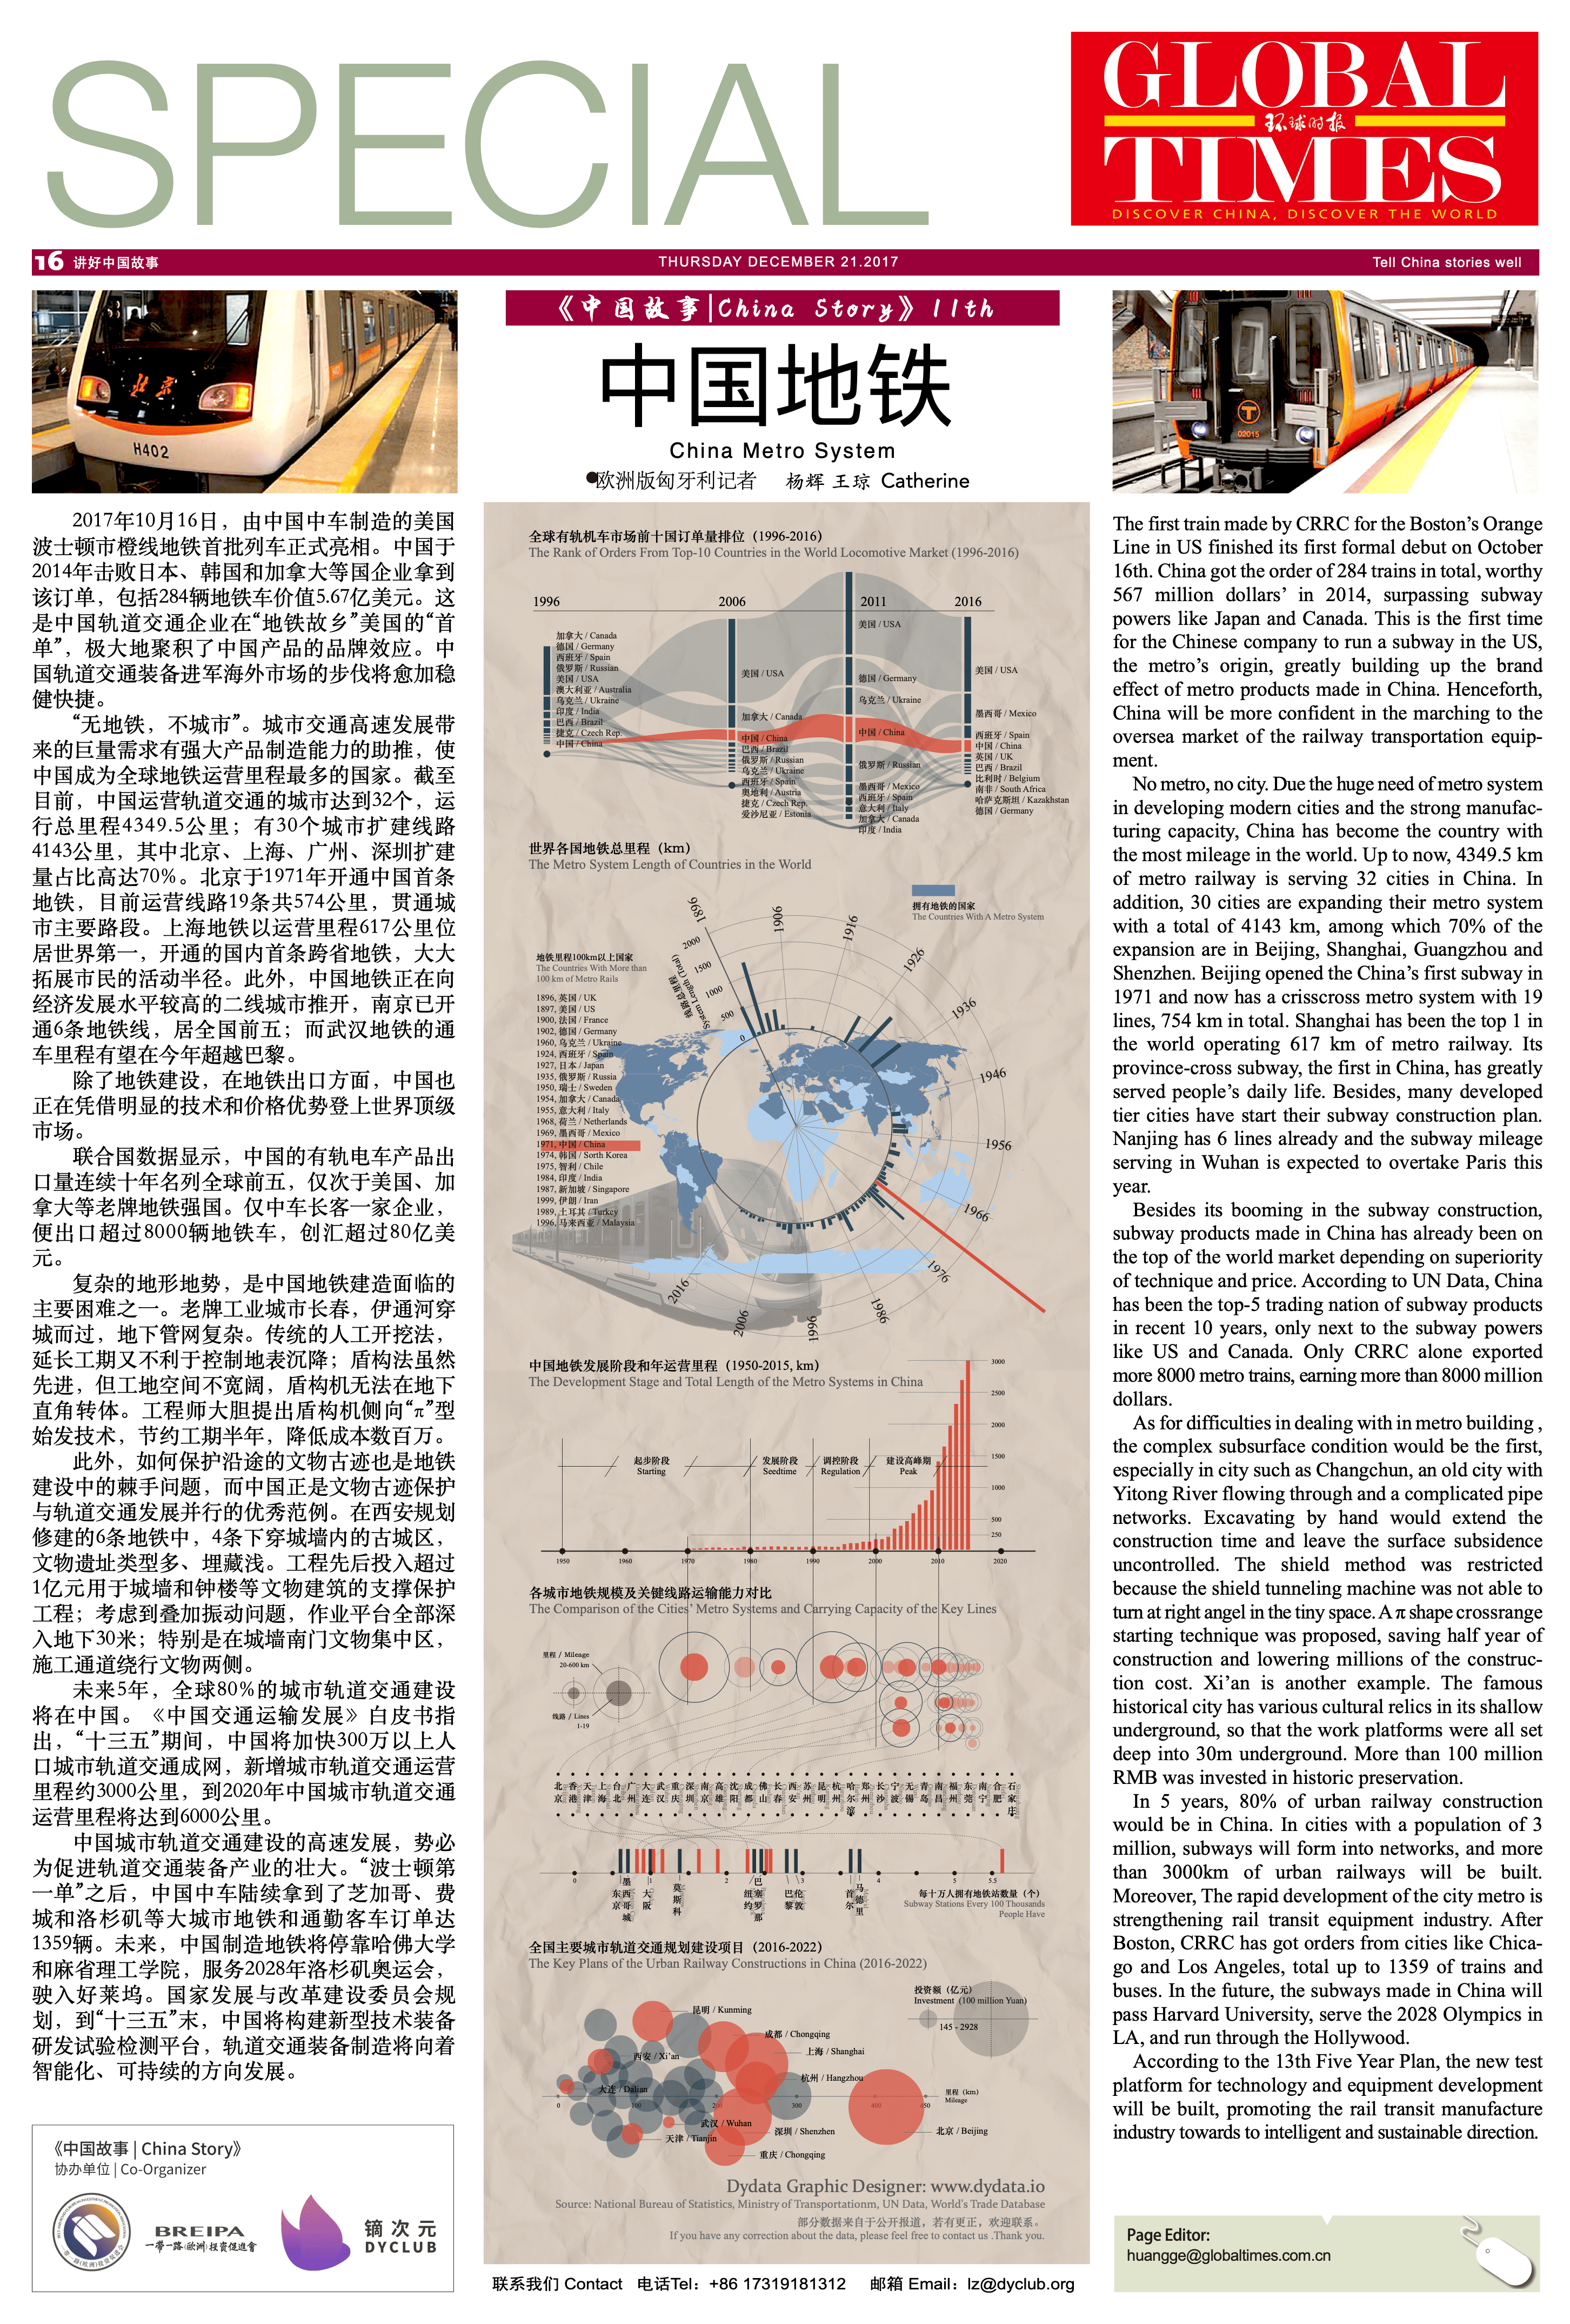 SPECIAL
GLOBAL
环球时报
TIMES
DISCOVER CHINA, DISCOVER THE WORLD
16 讲好中国故事
THURSDAY DECEMBER 21.2017
Tell China stories well
北京
H402
《中国故事|China Story》11th
中国地铁
China Metro System
●欧洲版匈牙利记者 杨辉 王琼 Catherine
T
02015
2017年10月16日，由中国中车制造的美国
波士顿市橙线地铁首批列车正式亮相。中国于
2014年击败日本、韩国和加拿大等国企业拿到
该订单，包括284辆地铁车价值5.67亿美元。这
是中国轨道交通企业在“地铁故乡”美国的“首
单”，极大地聚积了中国产品的品牌效应。中
国轨道交通装备进军海外市场的步伐将愈加稳
健快捷。
“无地铁，不城市”。城市交通高速发展带
来的巨量需求有强大产品制造能力的助推，使
中国成为全球地铁运营里程最多的国家。截至
目前，中国运营轨道交通的城市达到32个，运
行总里程4349.5公里；有30个城市扩建线路
4143公里，其中北京、上海、广州、深圳扩建
量占比高达70%。北京于1971年开通中国首条
地铁，目前运营线路19条共574公里，贯通城
市主要路段。上海地铁以运营里程617公里位
居世界第一，开通的国内首条跨省地铁，大大
拓展市民的活动半径。此外，中国地铁正在向
经济发展水平较高的二线城市推开，南京已开
通6条地铁线，居全国前五；而武汉地铁的通
车里程有望在今年超越巴黎。
除了地铁建设，在地铁出口方面，中国也
正在凭借明显的技术和价格优势登上世界顶级
市场。
联合国数据显示，中国的有轨电车产品出
口量连续十年名列全球前五，仅次于美国、加
拿大等老牌地铁强国。仅中车长客一家企业，
便出口超过8000辆地铁车，创汇超过80亿美
元。
复杂的地形地势，是中国地铁建造面临的
主要困难之一。老牌工业城市长春，伊通河穿
城而过，地下管网复杂。传统的人工开挖法，
延长工期又不利于控制地表沉降；盾构法虽然
先进，但工地空间不宽阔，盾构机无法在地下
直角转体。工程师大胆提出盾构机侧向“π”型
始发技术，节约工期半年，降低成本数百万。
此外，如何保护沿途的文物古迹也是地铁
建设中的棘手问题，而中国正是文物古迹保护
与轨道交通发展并行的优秀范例。在西安规划
修建的6条地铁中，4条下穿城墙内的古城区，
文物遗址类型多、埋藏浅。工程先后投入超过
1亿元用于城墙和钟楼等文物建筑的支撑保护
工程；考虑到叠加振动问题，作业平台全部深
入地下30米；特别是在城墙南门文物集中区，
施工通道绕行文物两侧。
未来5年，全球80%的城市轨道交通建设
将在中国。《中国交通运输发展》白皮书指
出，“十三五”期间，中国将加快300万以上人
口城市轨道交通成网，新增城市轨道交通运营
里程约3000公里，到2020年中国城市轨道交通
运营里程将达到6000公里。
中国城市轨道交通建设的高速发展，势必
为促进轨道交通装备产业的壮大。“波士顿第
一单”之后，中国中车陆续拿到了芝加哥、费
城和洛杉矶等大城市地铁和通勤客车订单达
1359辆。未来，中国制造地铁将停靠哈佛大学
和麻省理工学院，服务2028年洛杉矶奥运会，
驶入好莱坞。国家发展与改革建设委员会规
划，到“十三五”末，中国将构建新型技术装备
研发试验检测平台，轨道交通装备制造将向着
智能化、可持续的方向发展。
《中国故事 | China Story》
协办单位 | Co-Organizer
BREIPA
一带一路(欧洲)投资促进会
镝次元
DYCLUB
全球有轨机车市场前十国订单量排位（1996-2016）
The Rank of Orders From Top-10 Countries in the World Locomotive Market (1996-2016)
1996
2006
2011
2016
加拿大 / Canada
德国 / Germany
西班牙 / Spain
俄罗斯 / Russian
美国 / USA
澳大利亚 / Australia
乌克兰 / Ukraine
印度 / India
巴西 / Brazil
捷克 / Czech Rep.
中国 / China
美国 / USA
加拿大 / Canada
中国 / China
巴西 / Brazil
俄罗斯 / Russian
乌克兰 / Ukraine
西班牙 / Spain
奥地利 / Austria
捷克 / Czech Rep.
爱沙尼亚 / Estonia
美国 / USA
德国 / Germany
乌克兰 / Ukraine
中国 / China
俄罗斯 / Russian
墨西哥 / Mexico
西班牙 / Spain
意大利 / Italy
加拿大 / Canada
印度 / India
美国 / USA
墨西哥 / Mexico
西班牙 / Spain
中国 / China
英国 / UK
巴西 / Brazil
比利时 / Belgium
南非 / South Africa
哈萨克斯坦 / Kazakhstan
德国 / Germany
世界各国地铁总里程（km）
The Metro System Length of Countries in the World
拥有地铁的国家
The Countries With A Metro System
地铁里程100km以上国家
The Countries With More than
100 km of Metro Rails
1896, 英国 / UK
1897, 美国 / US
1900, 法国 / France
1902, 德国 / Germany
1960, 乌克兰 / Ukraine
1924, 西班牙 / Spain
1927, 日本 / Japan
1935, 俄罗斯 / Russia
1950, 瑞士 / Sweden
1954, 加拿大 / Canada
1955, 意大利 / Italy
1968, 荷兰 / Netherlands
1969, 墨西哥 / Mexico
1971, 中国 / China
1974, 韩国 / Sorth Korea
1975, 智利 / Chile
1984, 印度 / India
1987, 新加坡 / Singapore
1999, 伊朗 / Iran
1989, 土耳其 / Turkey
1996, 马来西亚 / Malaysia
2000
1500
1000
500
0
线路总里程
System Length (Total)
1896
1906
1916
1926
1936
1946
1956
1966
1976
1986
1996
2006
2016
中国地铁发展阶段和年运营里程（1950-2015, km）
The Development Stage and Total Length of the Metro Systems in China
3000
2500
2000
1500
1000
500
250
起步阶段
Starting
发展阶段
Seedtime
调控阶段
Regulation
建设高峰期
Peak
1950 1960 1970 1980 1990 2000 2010 2020
各城市地铁规模及关键线路运输能力对比
The Comparison of the Cities' Metro Systems and Carrying Capacity of the Key Lines
里程 / Mileage
20-600 km
线路 / Lines
1-19
北京 香港 天津 上海 台北 广州 大连 武汉 重庆 深圳 南京 高雄 沈阳 成都 佛山 长春 西安 苏州 昆明 杭州 哈尔滨 郑州 长沙 宁波 无锡 青岛 南昌 福州 东莞 南宁 合肥 石家庄
0 1 2 3 4 5 5.5
东京 墨西哥城 大阪 莫斯科 纽约 巴塞罗那 巴黎 伦敦 首尔 马德里
每十万人拥有地铁站数量（个）
Subway Stations Every 100 Thousands
People Have
全国主要城市轨道交通规划建设项目（2016-2022）
The Key Plans of the Urban Railway Constructions in China (2016-2022)
投资额（亿元）
Investment（100 million Yuan）
145 - 2928
昆明 / Kunming
成都 / Chongqing
上海 / Shanghai
西安 / Xi'an
杭州 / Hangzhou
大连 / Dalian
里程（km）
Mileage
0 100 200 300 400 450
武汉 / Wuhan
深圳 / Shenzhen
北京 / Beijing
天津 / Tianjin
重庆 / Chongqing
Dydata Graphic Designer: www.dydata.io
Source: National Bureau of Statistics, Ministry of Transportationm, UN Data, World's Trade Database
部分数据来自于公开报道，若有更正，欢迎联系。
If you have any correction about the data, please feel free to contact us .Thank you.
联系我们 Contact 电话Tel：+86 17319181312 邮箱 Email：lz@dyclub.org
The first train made by CRRC for the Boston’s Orange
Line in US finished its first formal debut on October
16th. China got the order of 284 trains in total, worthy
567 million dollars’ in 2014, surpassing subway
powers like Japan and Canada. This is the first time
for the Chinese company to run a subway in the US,
the metro’s origin, greatly building up the brand
effect of metro products made in China. Henceforth,
China will be more confident in the marching to the
oversea market of the railway transportation equip-
ment.
No metro, no city. Due the huge need of metro system
in developing modern cities and the strong manufac-
turing capacity, China has become the country with
the most mileage in the world. Up to now, 4349.5 km
of metro railway is serving 32 cities in China. In
addition, 30 cities are expanding their metro system
with a total of 4143 km, among which 70% of the
expansion are in Beijing, Shanghai, Guangzhou and
Shenzhen. Beijing opened the China’s first subway in
1971 and now has a crisscross metro system with 19
lines, 754 km in total. Shanghai has been the top 1 in
the world operating 617 km of metro railway. Its
province-cross subway, the first in China, has greatly
served people’s daily life. Besides, many developed
tier cities have start their subway construction plan.
Nanjing has 6 lines already and the subway mileage
serving in Wuhan is expected to overtake Paris this
year.
Besides its booming in the subway construction,
subway products made in China has already been on
the top of the world market depending on superiority
of technique and price. According to UN Data, China
has been the top-5 trading nation of subway products
in recent 10 years, only next to the subway powers
like US and Canada. Only CRRC alone exported
more 8000 metro trains, earning more than 8000 million
dollars.
As for difficulties in dealing with in metro building ,
the complex subsurface condition would be the first,
especially in city such as Changchun, an old city with
Yitong River flowing through and a complicated pipe
networks. Excavating by hand would extend the
construction time and leave the surface subsidence
uncontrolled. The shield method was restricted
because the shield tunneling machine was not able to
turn at right angel in the tiny space. A π shape crossrange
starting technique was proposed, saving half year of
construction and lowering millions of the construc-
tion cost. Xi’an is another example. The famous
historical city has various cultural relics in its shallow
underground, so that the work platforms were all set
deep into 30m underground. More than 100 million
RMB was invested in historic preservation.
In 5 years, 80% of urban railway construction
would be in China. In cities with a population of 3
million, subways will form into networks, and more
than 3000km of urban railways will be built.
Moreover, The rapid development of the city metro is
strengthening rail transit equipment industry. After
Boston, CRRC has got orders from cities like Chica-
go and Los Angeles, total up to 1359 of trains and
buses. In the future, the subways made in China will
pass Harvard University, serve the 2028 Olympics in
LA, and run through the Hollywood.
According to the 13th Five Year Plan, the new test
platform for technology and equipment development
will be built, promoting the rail transit manufacture
industry towards to intelligent and sustainable direction.
Page Editor:
huangge@globaltimes.com.cn